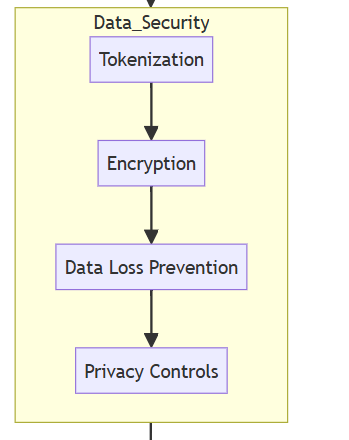 Data_Security
Tokenization
Encryption
Data Loss Prevention
Privacy Controls